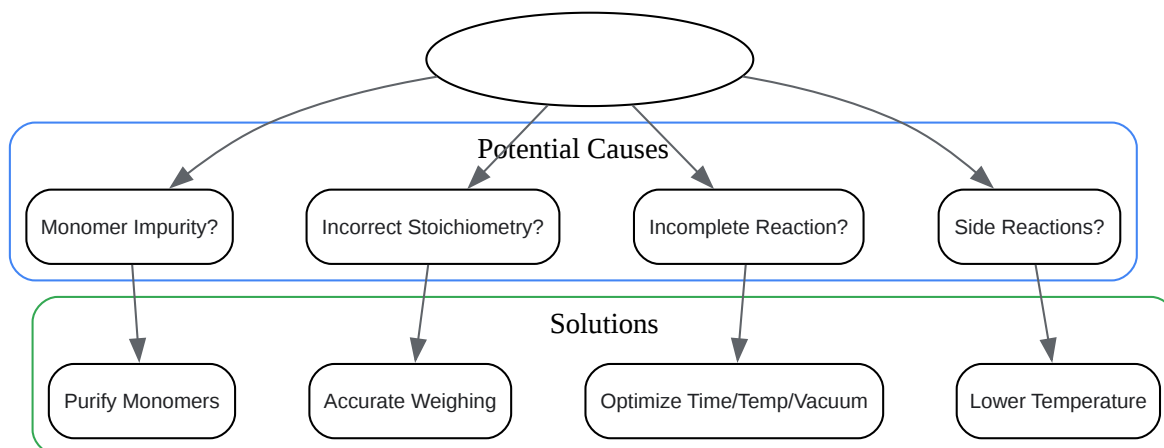 Potential Causes
Monomer Impurity?
Incorrect Stoichiometry?
Incomplete Reaction?
Side Reactions?
Solutions
Purify Monomers
Accurate Weighing
Optimize Time/Temp/Vacuum
Lower Temperature